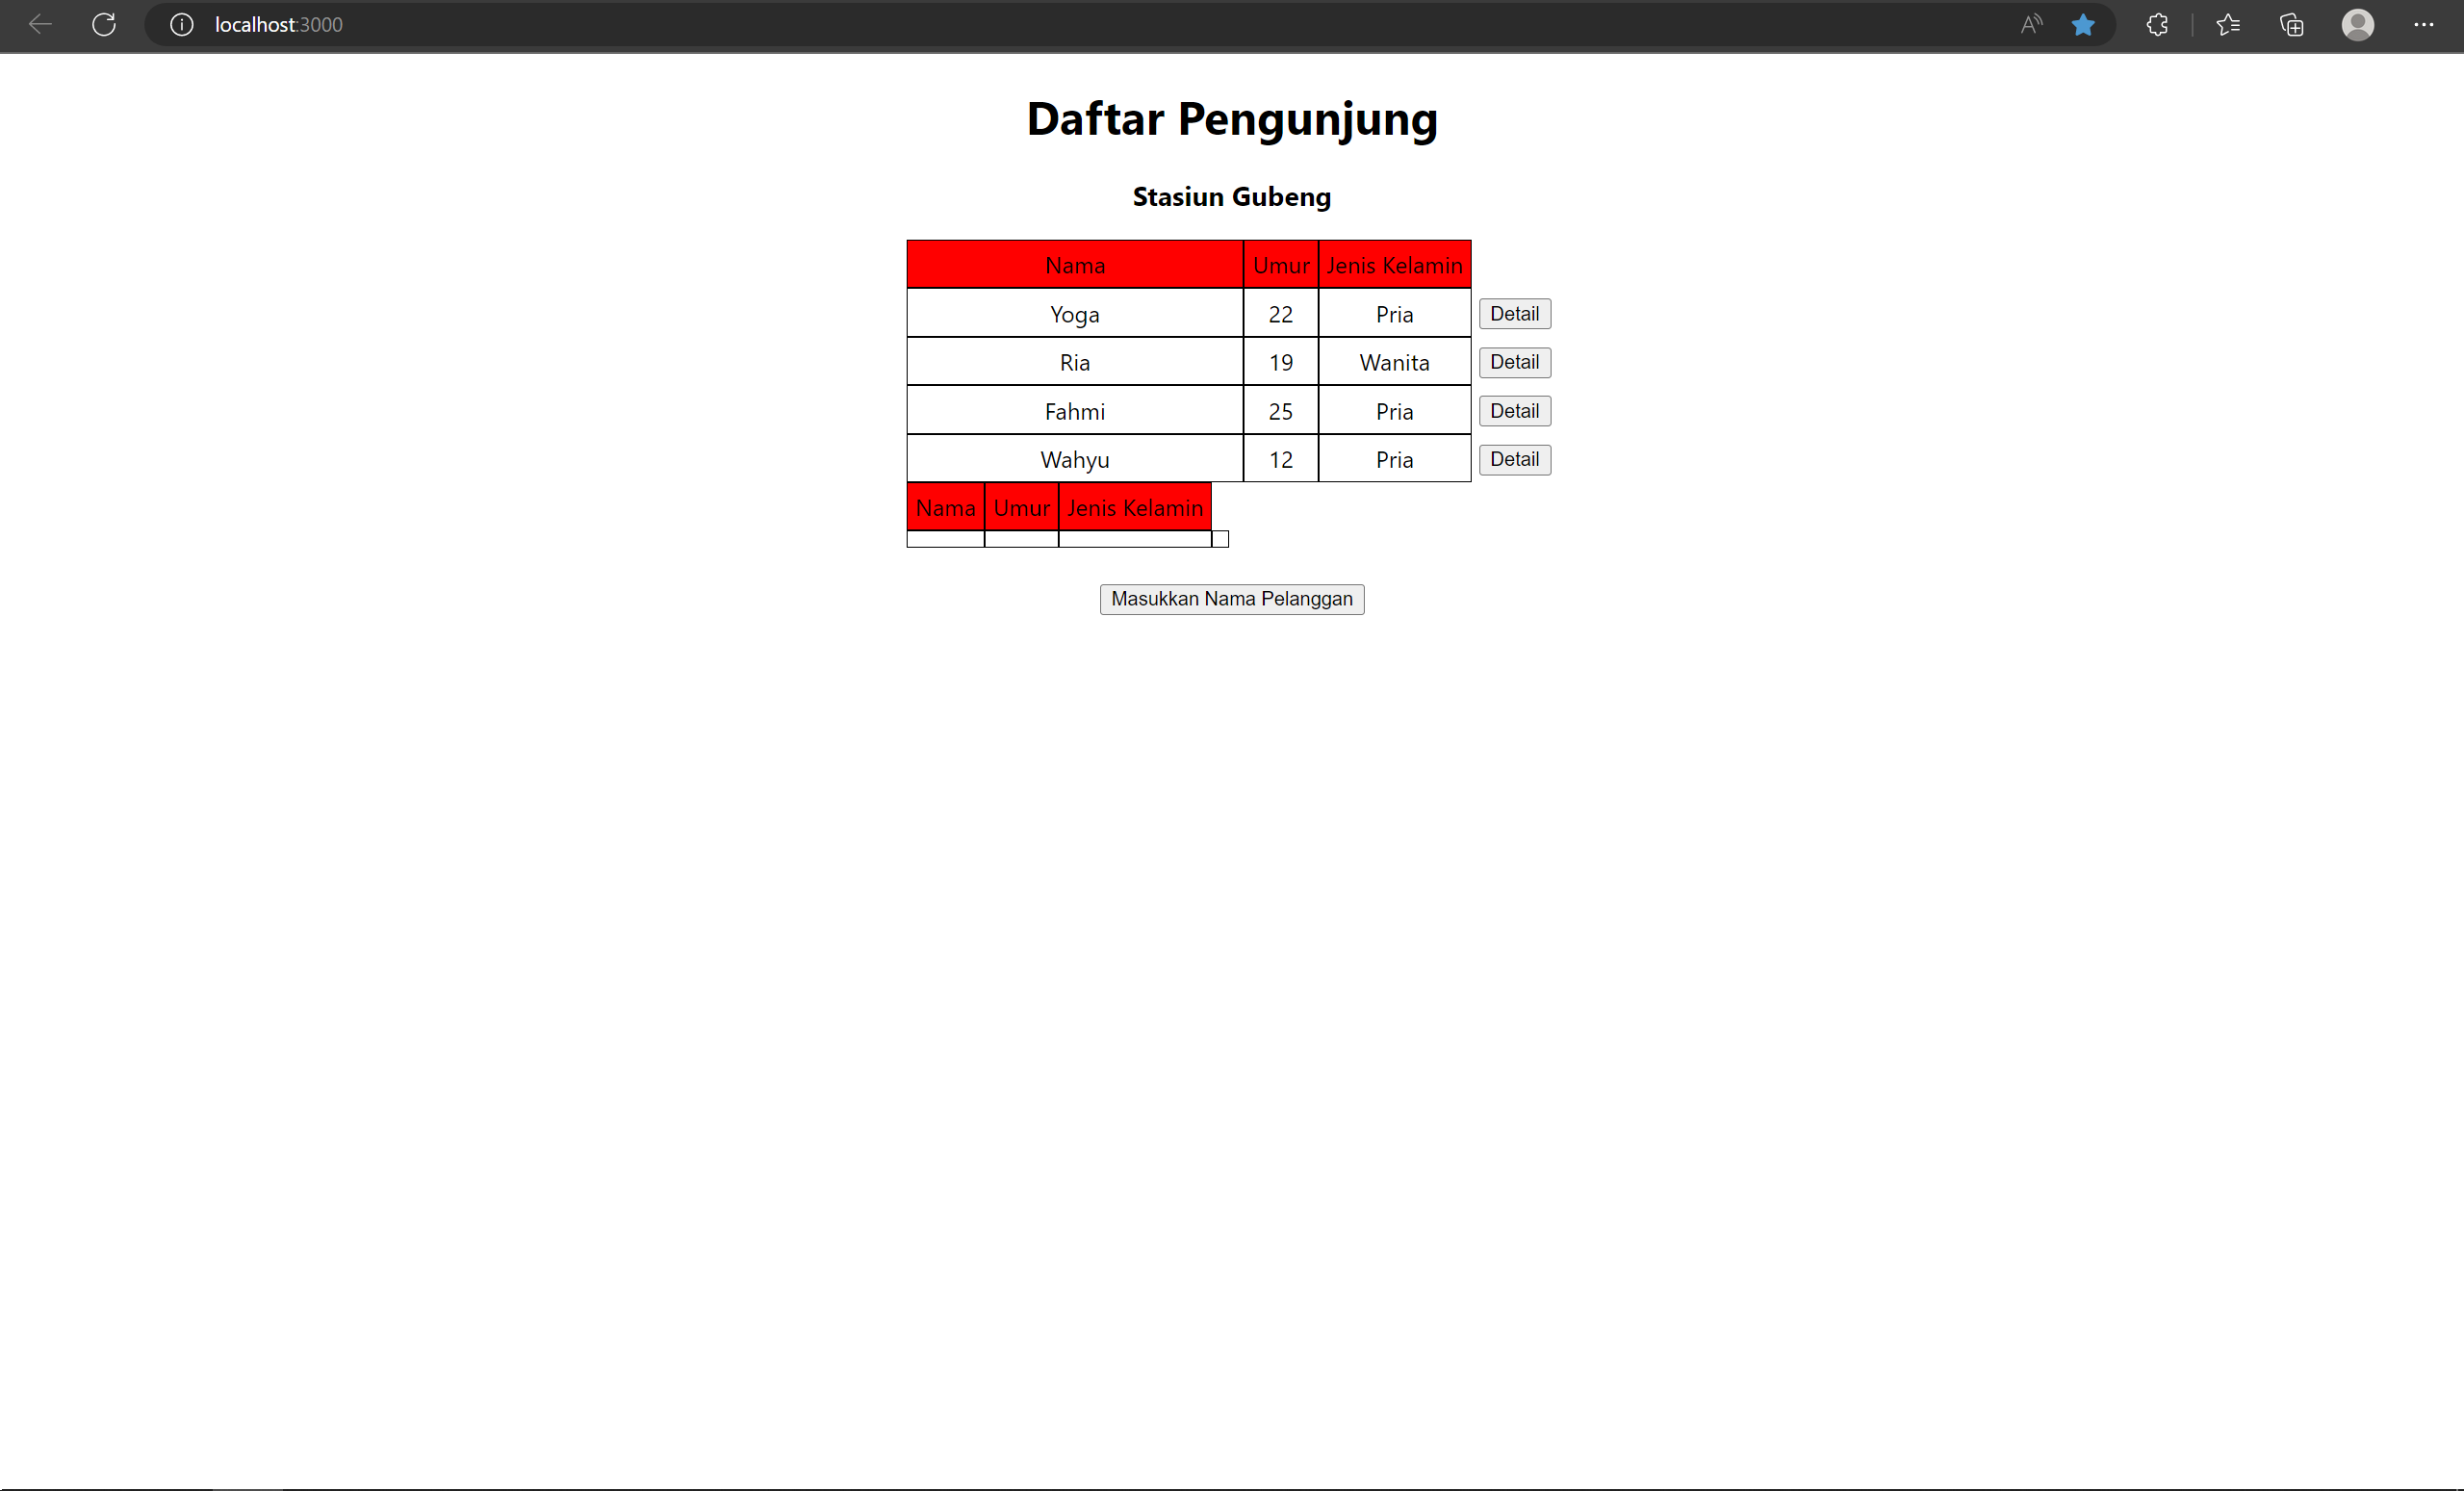 localhost:3000
Daftar Pengunjung
Stasiun Gubeng
Nama Umur Jenis Kelamin
Yoga 22 Pria Detail
Ria 19 Wanita Detail
Fahmi 25 Pria Detail
Wahyu 12 Pria Detail
Nama Umur Jenis Kelamin
Masukkan Nama Pelanggan